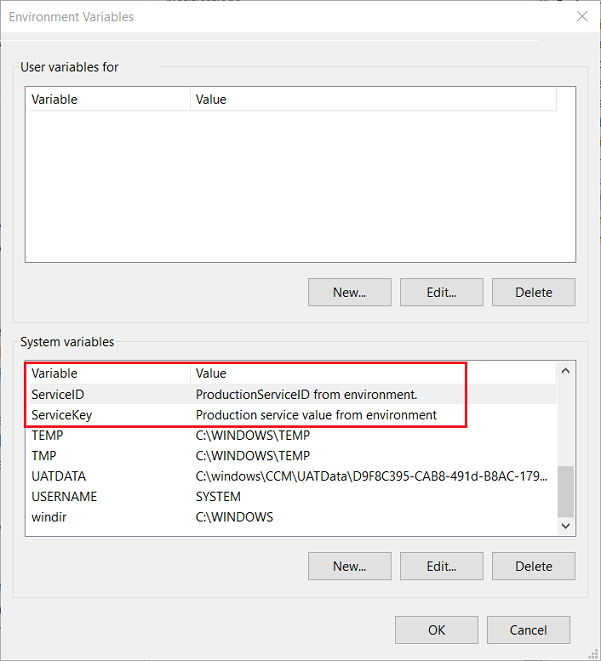 Environment Variables
User variables for
Variable Value
New... Edit... Delete
System variables
Variable Value
ServiceID ProductionServiceID from environment.
ServiceKey Production service value from environment
TEMP C:\WINDOWS\TEMP
TMP C:\WINDOWS\TEMP
UATDATA C:\windows\CCM\UATData\D9F8C395-CAB8-491d-B8AC-179...
USERNAME SYSTEM
windir C:\WINDOWS
New... Edit... Delete
OK Cancel